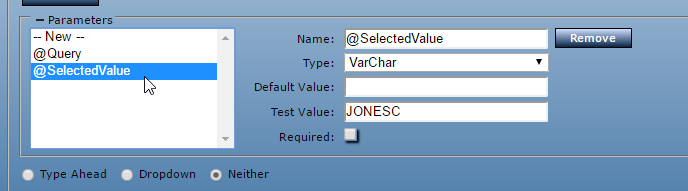 Parameters
-- New --
@Query
@SelectedValue
Name: @SelectedValue Remove
Type: VarChar
Default Value:
Test Value: JONESC
Required:
Type Ahead Dropdown Neither